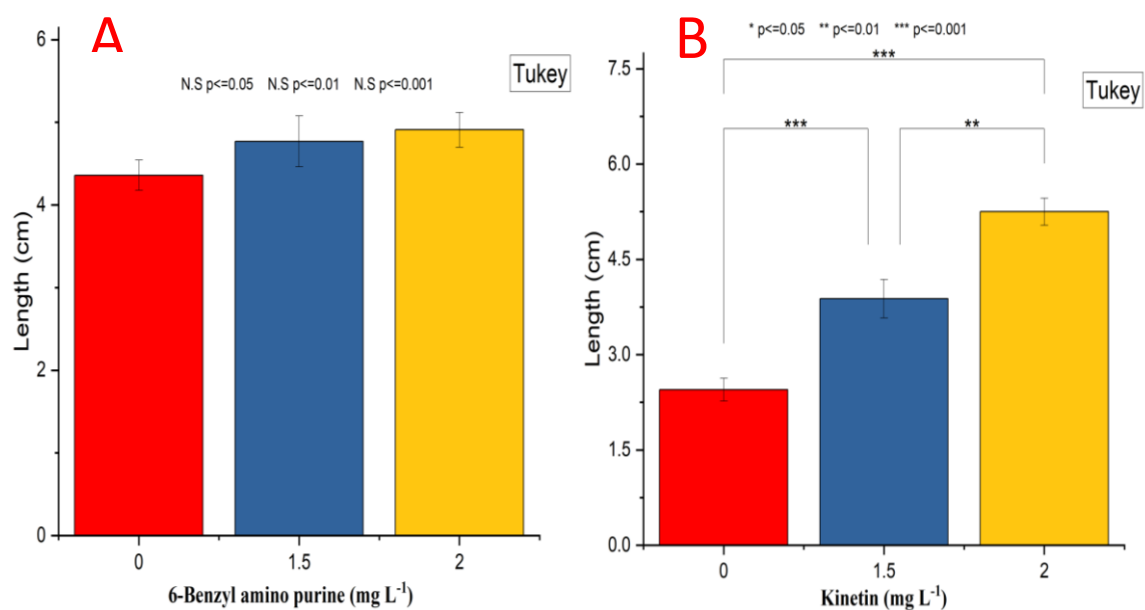 A
N.S p<=0.05 N.S p<=0.01 N.S p<=0.001
Tukey
6
4
2
0
Length (cm)
0 1.5 2
6-Benzyl amino purine (mg L⁻¹)
B
* p<=0.05 ** p<=0.01 *** p<=0.001
Tukey
***
*** **
7.5
6.0
4.5
3.0
1.5
0.0
Length (cm)
0 1.5 2
Kinetin (mg L⁻¹)